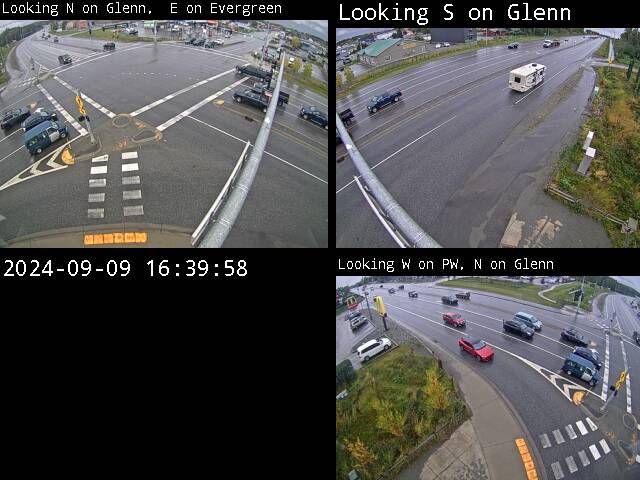 Looking N on Glenn, E on Evergreen
Looking S on Glenn
2024-09-09 16:39:58
Looking W on PW, N on Glenn